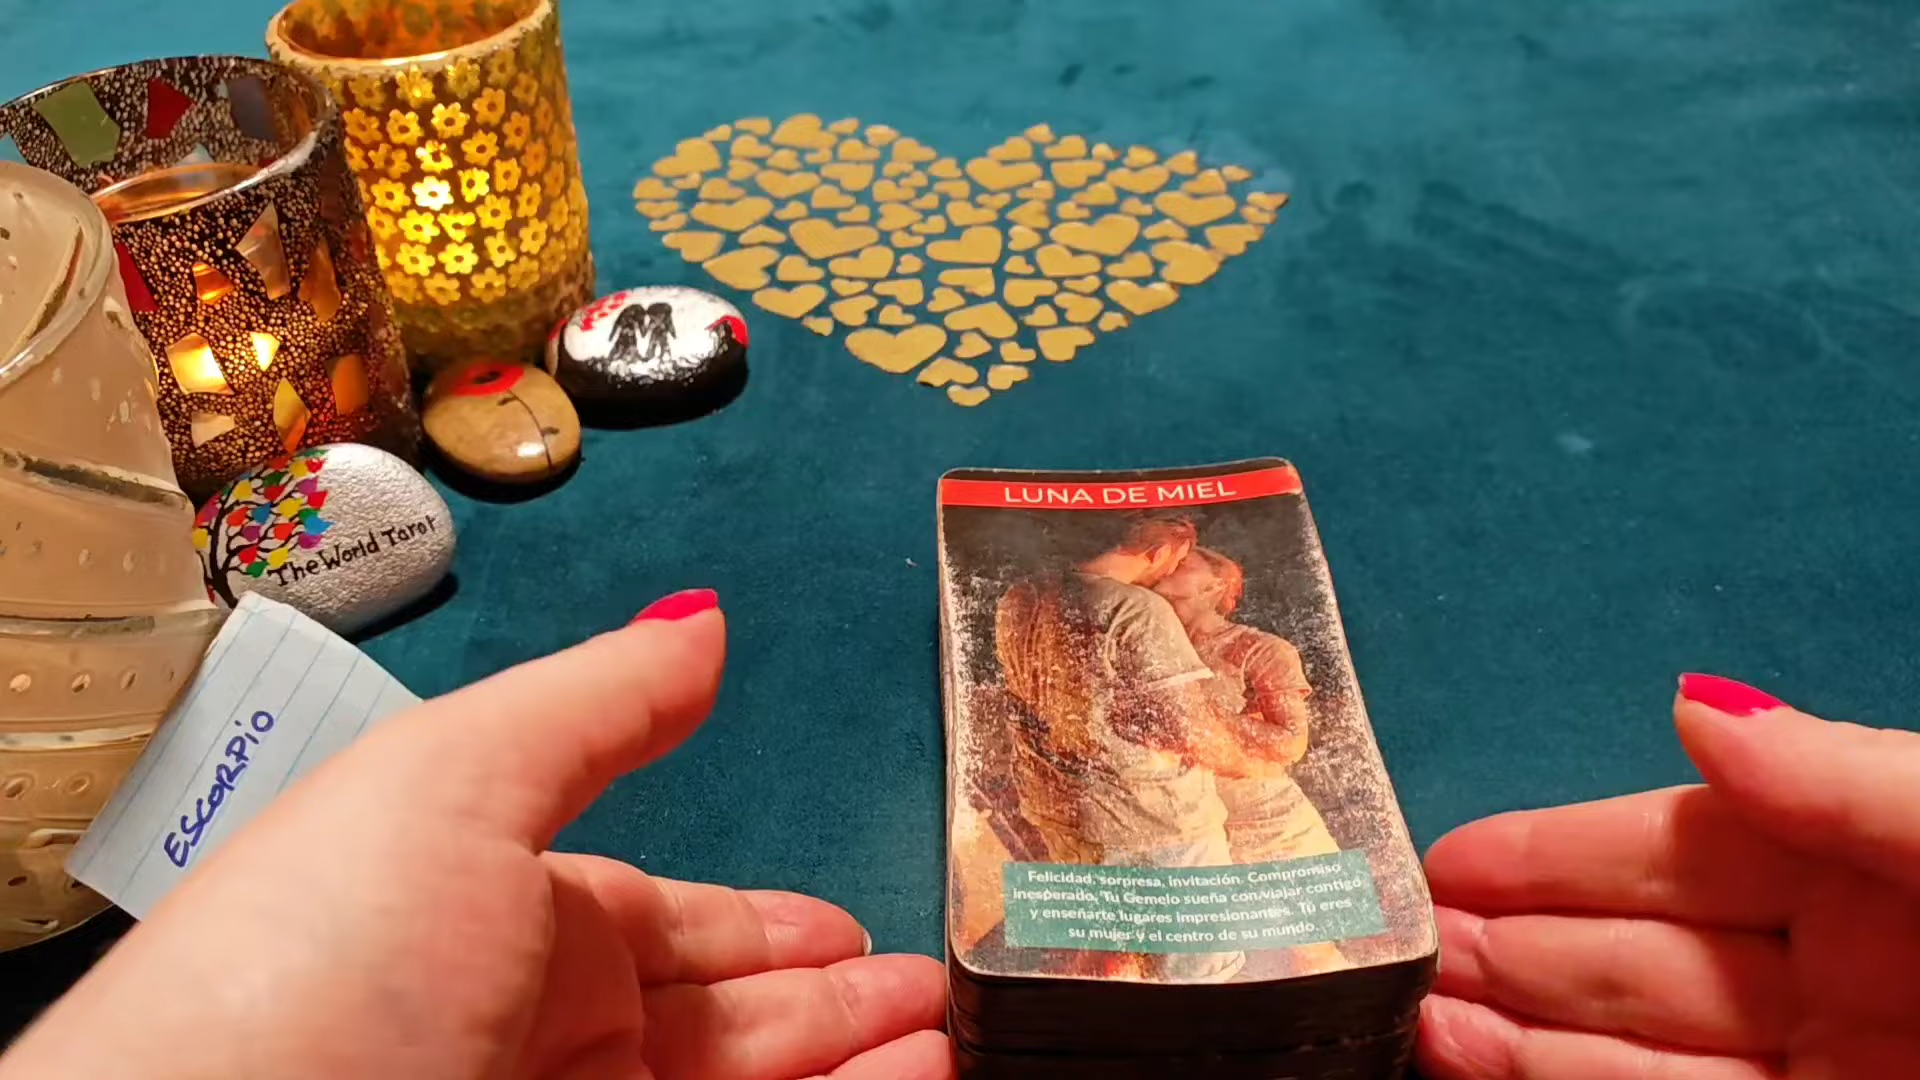 The World Tarot
ESCORPIO
LUNA DE MIEL
Felicidad, sorpresa, invitación. Compromiso
inesperado. Tu Gemelo sueña con viajar contigo
y enseñarte lugares impresionantes. Tú eres
su mujer y el centro de su mundo.